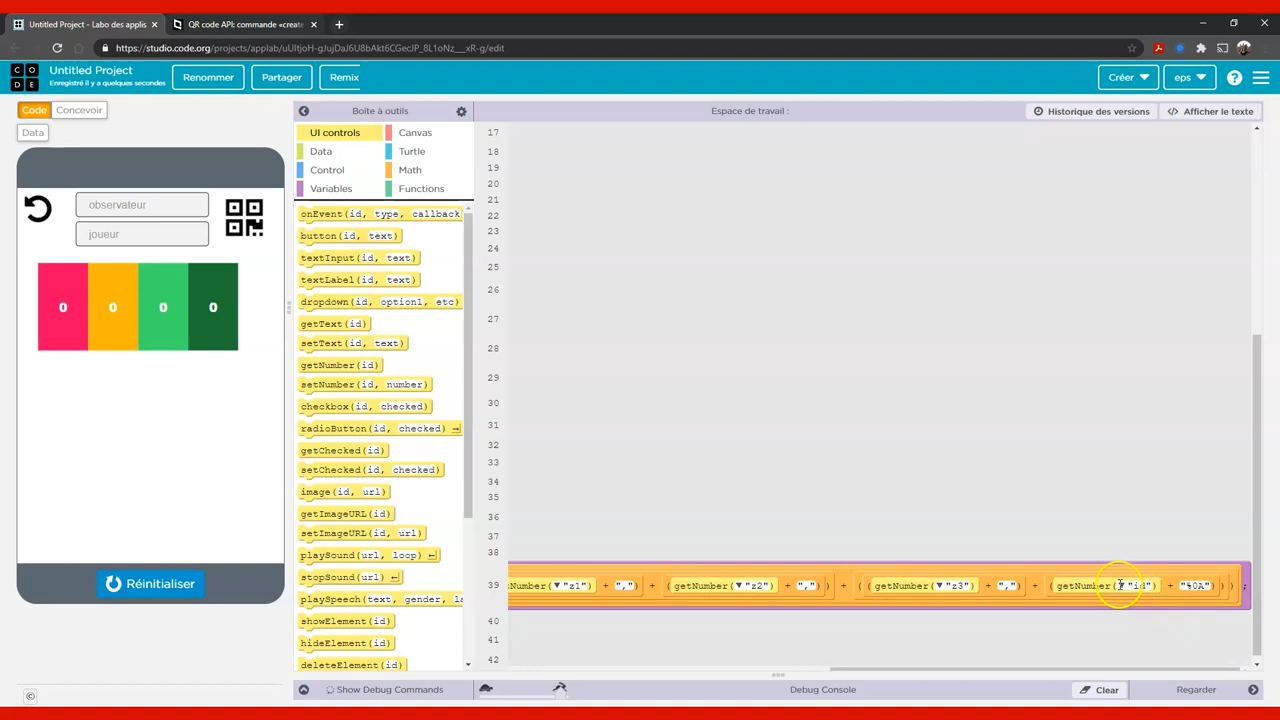 Untitled Project - Labo des applis
QR code API: commande «create
https://studio.code.org/projects/applab/uUltjoH-gJujDaJ6U8bAkt6CGecJP_8L1oNz__xR-g/edit
C O D E
Untitled Project
Enregistré il y a quelques secondes
Renommer
Partager
Remix
Créer
eps
Code
Concevoir
Data
Boîte à outils
Espace de travail :
Historique des versions
Afficher le texte
observateur
joueur
0 0 0 0
Réinitialiser
UI controls
Canvas
Data
Turtle
Control
Math
Variables
Functions
onEvent(id, type, callback
button(id, text)
textInput(id, text)
textLabel(id, text)
dropdown(id, option1, etc)
getText(id)
setText(id, text)
getNumber(id)
setNumber(id, number)
checkbox(id, checked)
radioButton(id, checked)
getChecked(id)
setChecked(id, checked)
image(id, url)
getImageURL(id)
setImageURL(id, url)
playSound(url, loop)
stopSound(url)
playSpeech(text, gender, la
showElement(id)
hideElement(id)
deleteElement(id)
17
18
19
20
21
22
23
24
25
26
27
28
29
30
31
32
33
34
35
36
37
38
39 tNumber(▼"z1") + ",") + (getNumber(▼"z2") + ",")) + ((getNumber(▼"z3") + ",") + (getNumber(▼"id") + "%0A")));
40
41
42
Show Debug Commands
Debug Console
Clear
Regarder